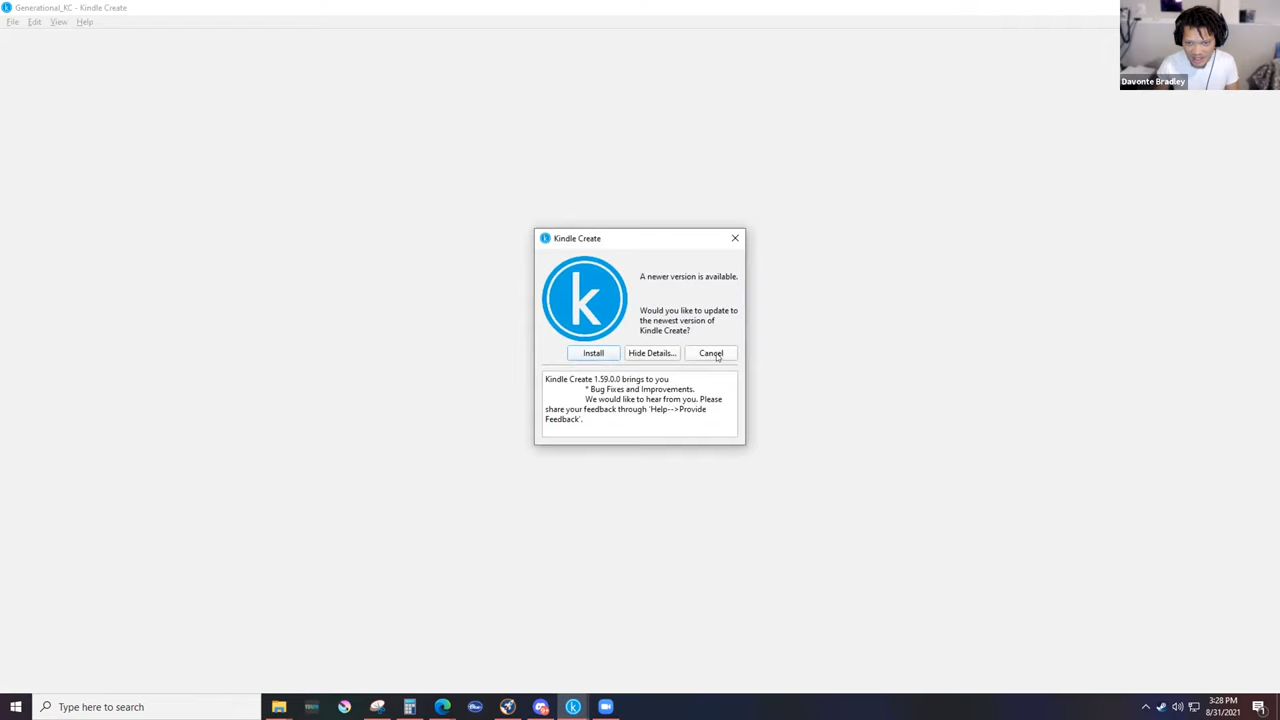 Generational_KC - Kindle Create
File Edit View Help
Davonte Bradley
Kindle Create
k
A newer version is available.
Would you like to update to
the newest version of
Kindle Create?
Install Hide Details... Cancel
Kindle Create 1.59.0.0 brings to you
* Bug Fixes and Improvements.
We would like to hear from you. Please
share your feedback through 'Help-->Provide
Feedback'.
Type here to search
3:28 PM
8/31/2021